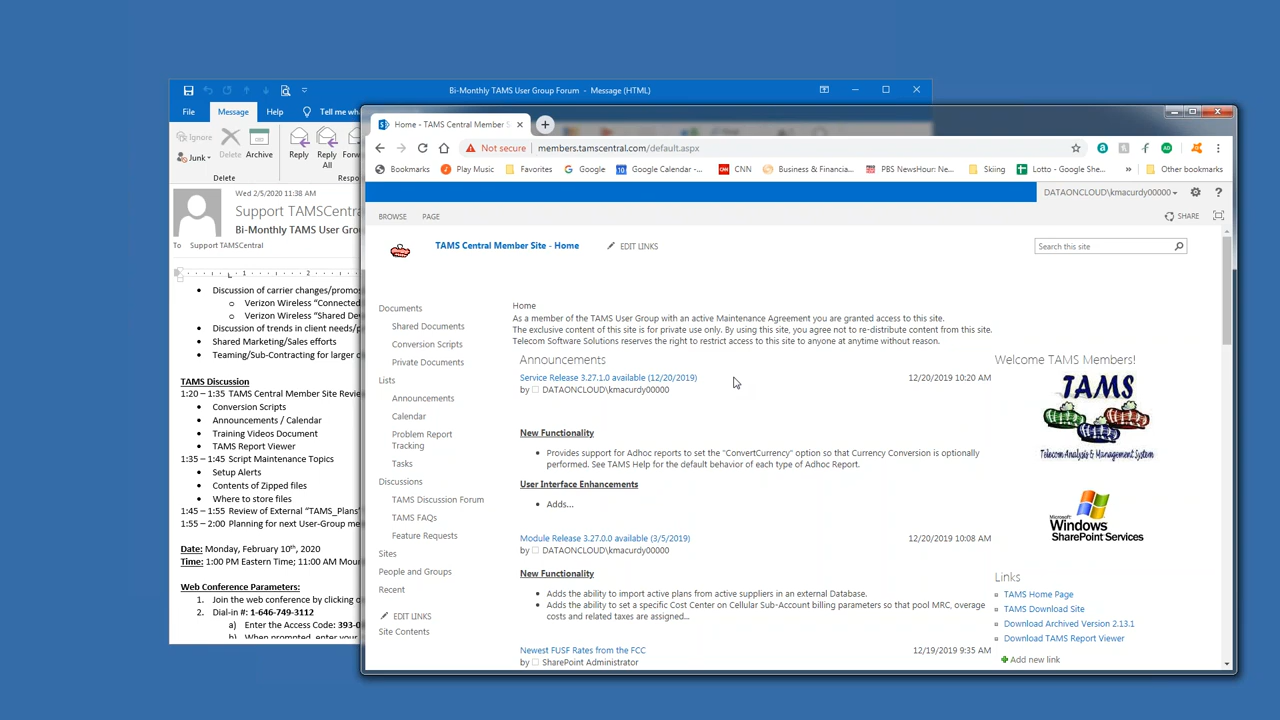 Bi-Monthly TAMS User Group Forum - Message (HTML)
File Message Help Tell me
Ignore
Junk
Delete
Archive
Reply
Reply All
Delete
Wed 2/5/2020 11:38 AM
Support TAMSCentra
Bi-Monthly TAMS User Grou
To Support TAMSCentral
1 2
• Discussion of carrier changes/promo
o Verizon Wireless "Connected
o Verizon Wireless "Shared De
• Discussion of trends in client needs/p
• Shared Marketing/Sales efforts
• Teaming/Sub-Contracting for larger d
TAMS Discussion
1:20 – 1:35 TAMS Central Member Site Revie
• Conversion Scripts
• Announcements / Calendar
• Training Videos Document
• TAMS Report Viewer
1:35 – 1:45 Script Maintenance Topics
• Setup Alerts
• Contents of Zipped files
• Where to store files
1:45 – 1:55 Review of External "TAMS_Plans"
1:55 – 2:00 Planning for next User-Group me
Date: Monday, February 10th, 2020
Time: 1:00 PM Eastern Time; 11:00 AM Moun
Web Conference Parameters:
1. Join the web conference by clicking o
2. Dial-in #: 1-646-749-3112
a) Enter the Access Code: 393-0
b) When prompted, enter your
Home - TAMS Central Member S
Not secure members.tamscentral.com/default.aspx
Bookmarks Play Music Favorites Google Google Calendar -... CNN Business & Financia... PBS NewsHour: Ne... Skiing Lotto - Google She... » Other bookmarks
DATAONCLOUD\kmacurdy00000
BROWSE PAGE SHARE
TAMS Central Member Site - Home EDIT LINKS Search this site
Documents
Shared Documents
Conversion Scripts
Private Documents
Lists
Announcements
Calendar
Problem Report Tracking
Tasks
Discussions
TAMS Discussion Forum
TAMS FAQs
Feature Requests
Sites
People and Groups
Recent
EDIT LINKS
Site Contents
Home
As a member of the TAMS User Group with an active Maintenance Agreement you are granted access to this site.
The exclusive content of this site is for private use only. By using this site, you agree not to re-distribute content from this site.
Telecom Software Solutions reserves the right to restrict access to this site to anyone at anytime without reason.
Announcements
Service Release 3.27.1.0 available (12/20/2019) 12/20/2019 10:20 AM
by DATAONCLOUD\kmacurdy00000
New Functionality
• Provides support for Adhoc reports to set the "ConvertCurrency" option so that Currency Conversion is optionally
performed. See TAMS Help for the default behavior of each type of Adhoc Report.
User Interface Enhancements
• Adds...
Module Release 3.27.0.0 available (3/5/2019) 12/20/2019 10:08 AM
by DATAONCLOUD\kmacurdy00000
New Functionality
• Adds the ability to import active plans from active suppliers in an external Database.
• Adds the ability to set a specific Cost Center on Cellular Sub-Account billing parameters so that pool MRC, overage
costs and related taxes are assigned...
Newest FUSF Rates from the FCC 12/19/2019 9:35 AM
by SharePoint Administrator
Welcome TAMS Members!
TAMS
Telecom Analysis & Management System
Microsoft
Windows
SharePoint Services
Links
TAMS Home Page
TAMS Download Site
Download Archived Version 2.13.1
Download TAMS Report Viewer
Add new link